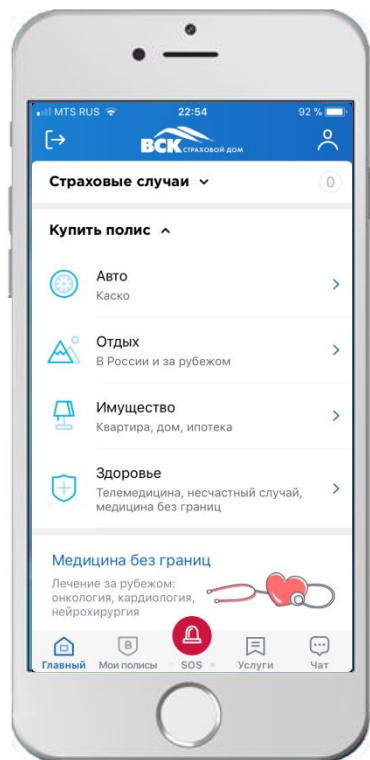 MTS RUS 22:54 92 %
ВСК СТРАХОВОЙ ДОМ
Страховые случаи 0
Купить полис
Авто
Каско
Отдых
В России и за рубежом
Имущество
Квартира, дом, ипотека
Здоровье
Телемедицина, несчастный случай,
медицина без границ
Медицина без границ
Лечение за рубежом:
онкология, кардиология,
нейрохирургия
В
Главный Мои полисы SOS Услуги Чат